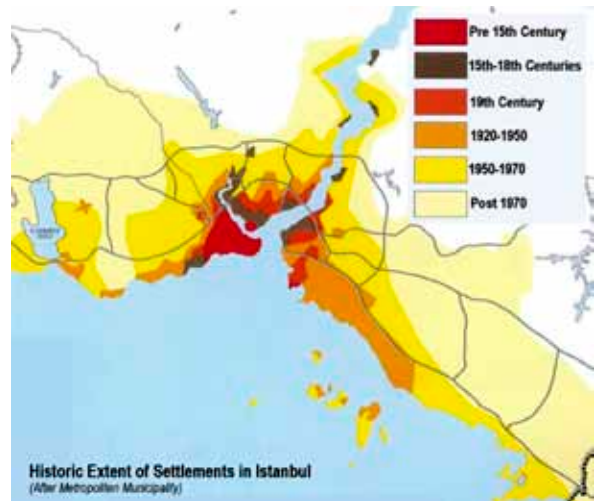 Pre 15th Century
15th-18th Centuries
19th Century
1920-1950
1950-1970
Post 1970
Historic Extent of Settlements in Istanbul
(After Metropoliten Municipality)